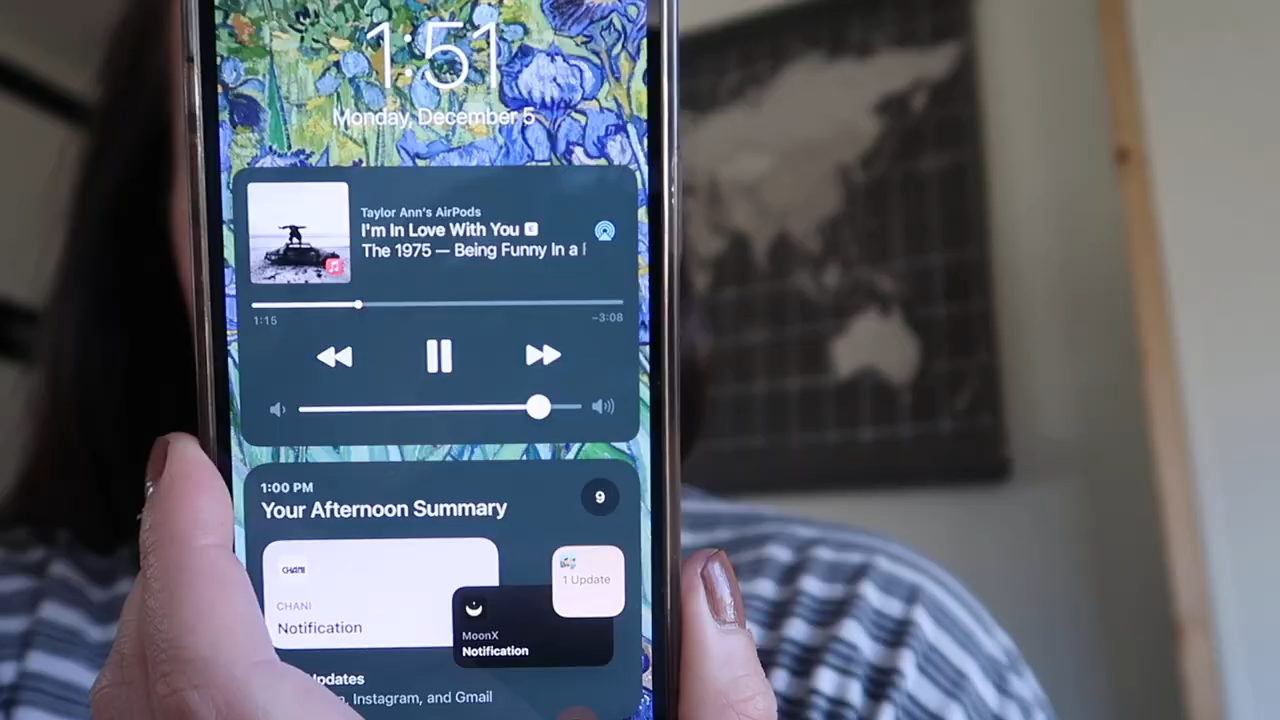 1:51
Monday, December 5
Taylor Ann's AirPods
I'm In Love With You E
The 1975 — Being Funny In a
1:15
-3:08
1:00 PM
Your Afternoon Summary
9
CHANI
1 Update
CHANI
Notification
MoonX
Notification
Updates
Instagram, and Gmail